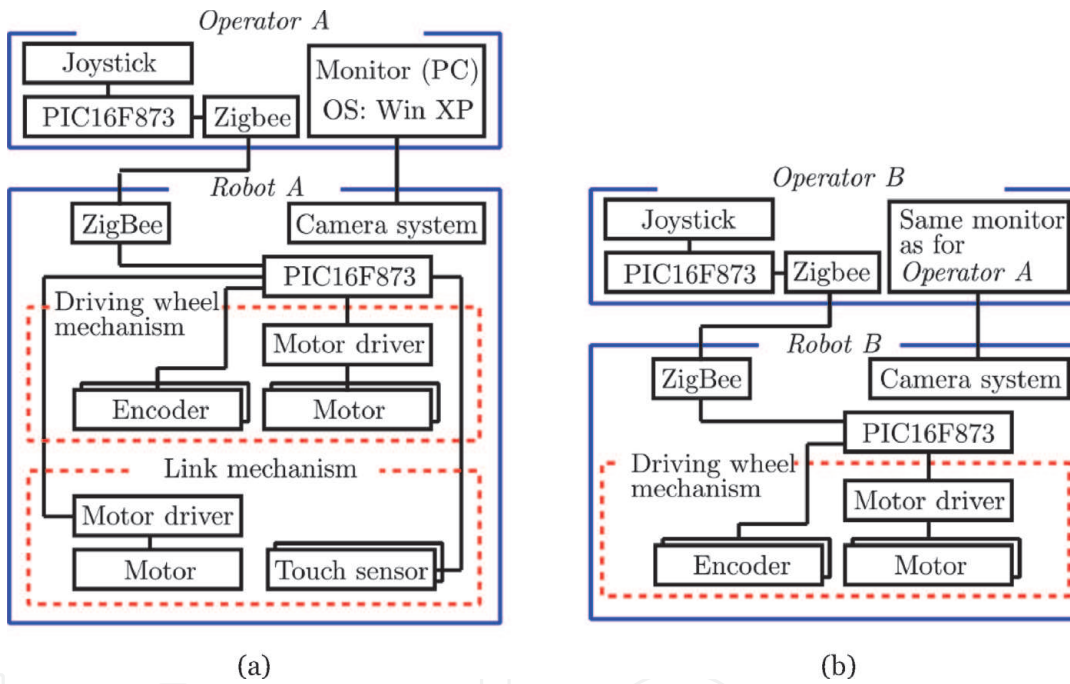 Operator A
Joystick
Monitor (PC)
OS: Win XP
PIC16F873
Zigbee
Robot A
ZigBee
Camera system
PIC16F873
Driving wheel
mechanism
Motor driver
Encoder
Motor
Link mechanism
Motor driver
Motor
Touch sensor
(a)
Operator B
Joystick
Same monitor
as for
Operator A
PIC16F873
Zigbee
Robot B
ZigBee
Camera system
PIC16F873
Driving wheel
mechanism
Motor driver
Encoder
Motor
(b)